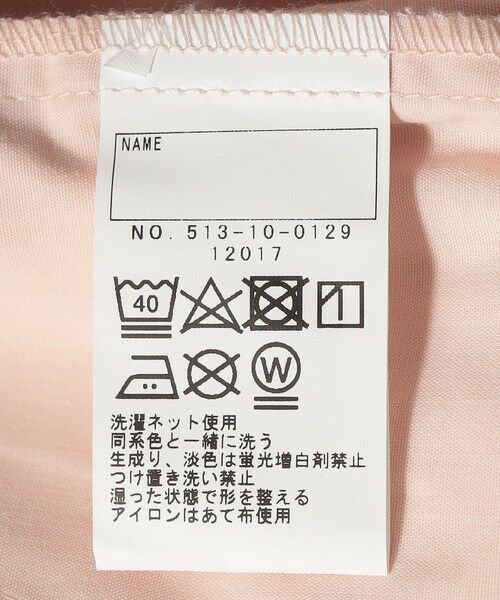 NAME
NO. 513-10-0129
12017
40
W
洗濯ネット使用
同系色と一緒に洗う
生成り、淡色は蛍光増白剤禁止
つけ置き洗い禁止
湿った状態で形を整える
アイロンはあて布使用